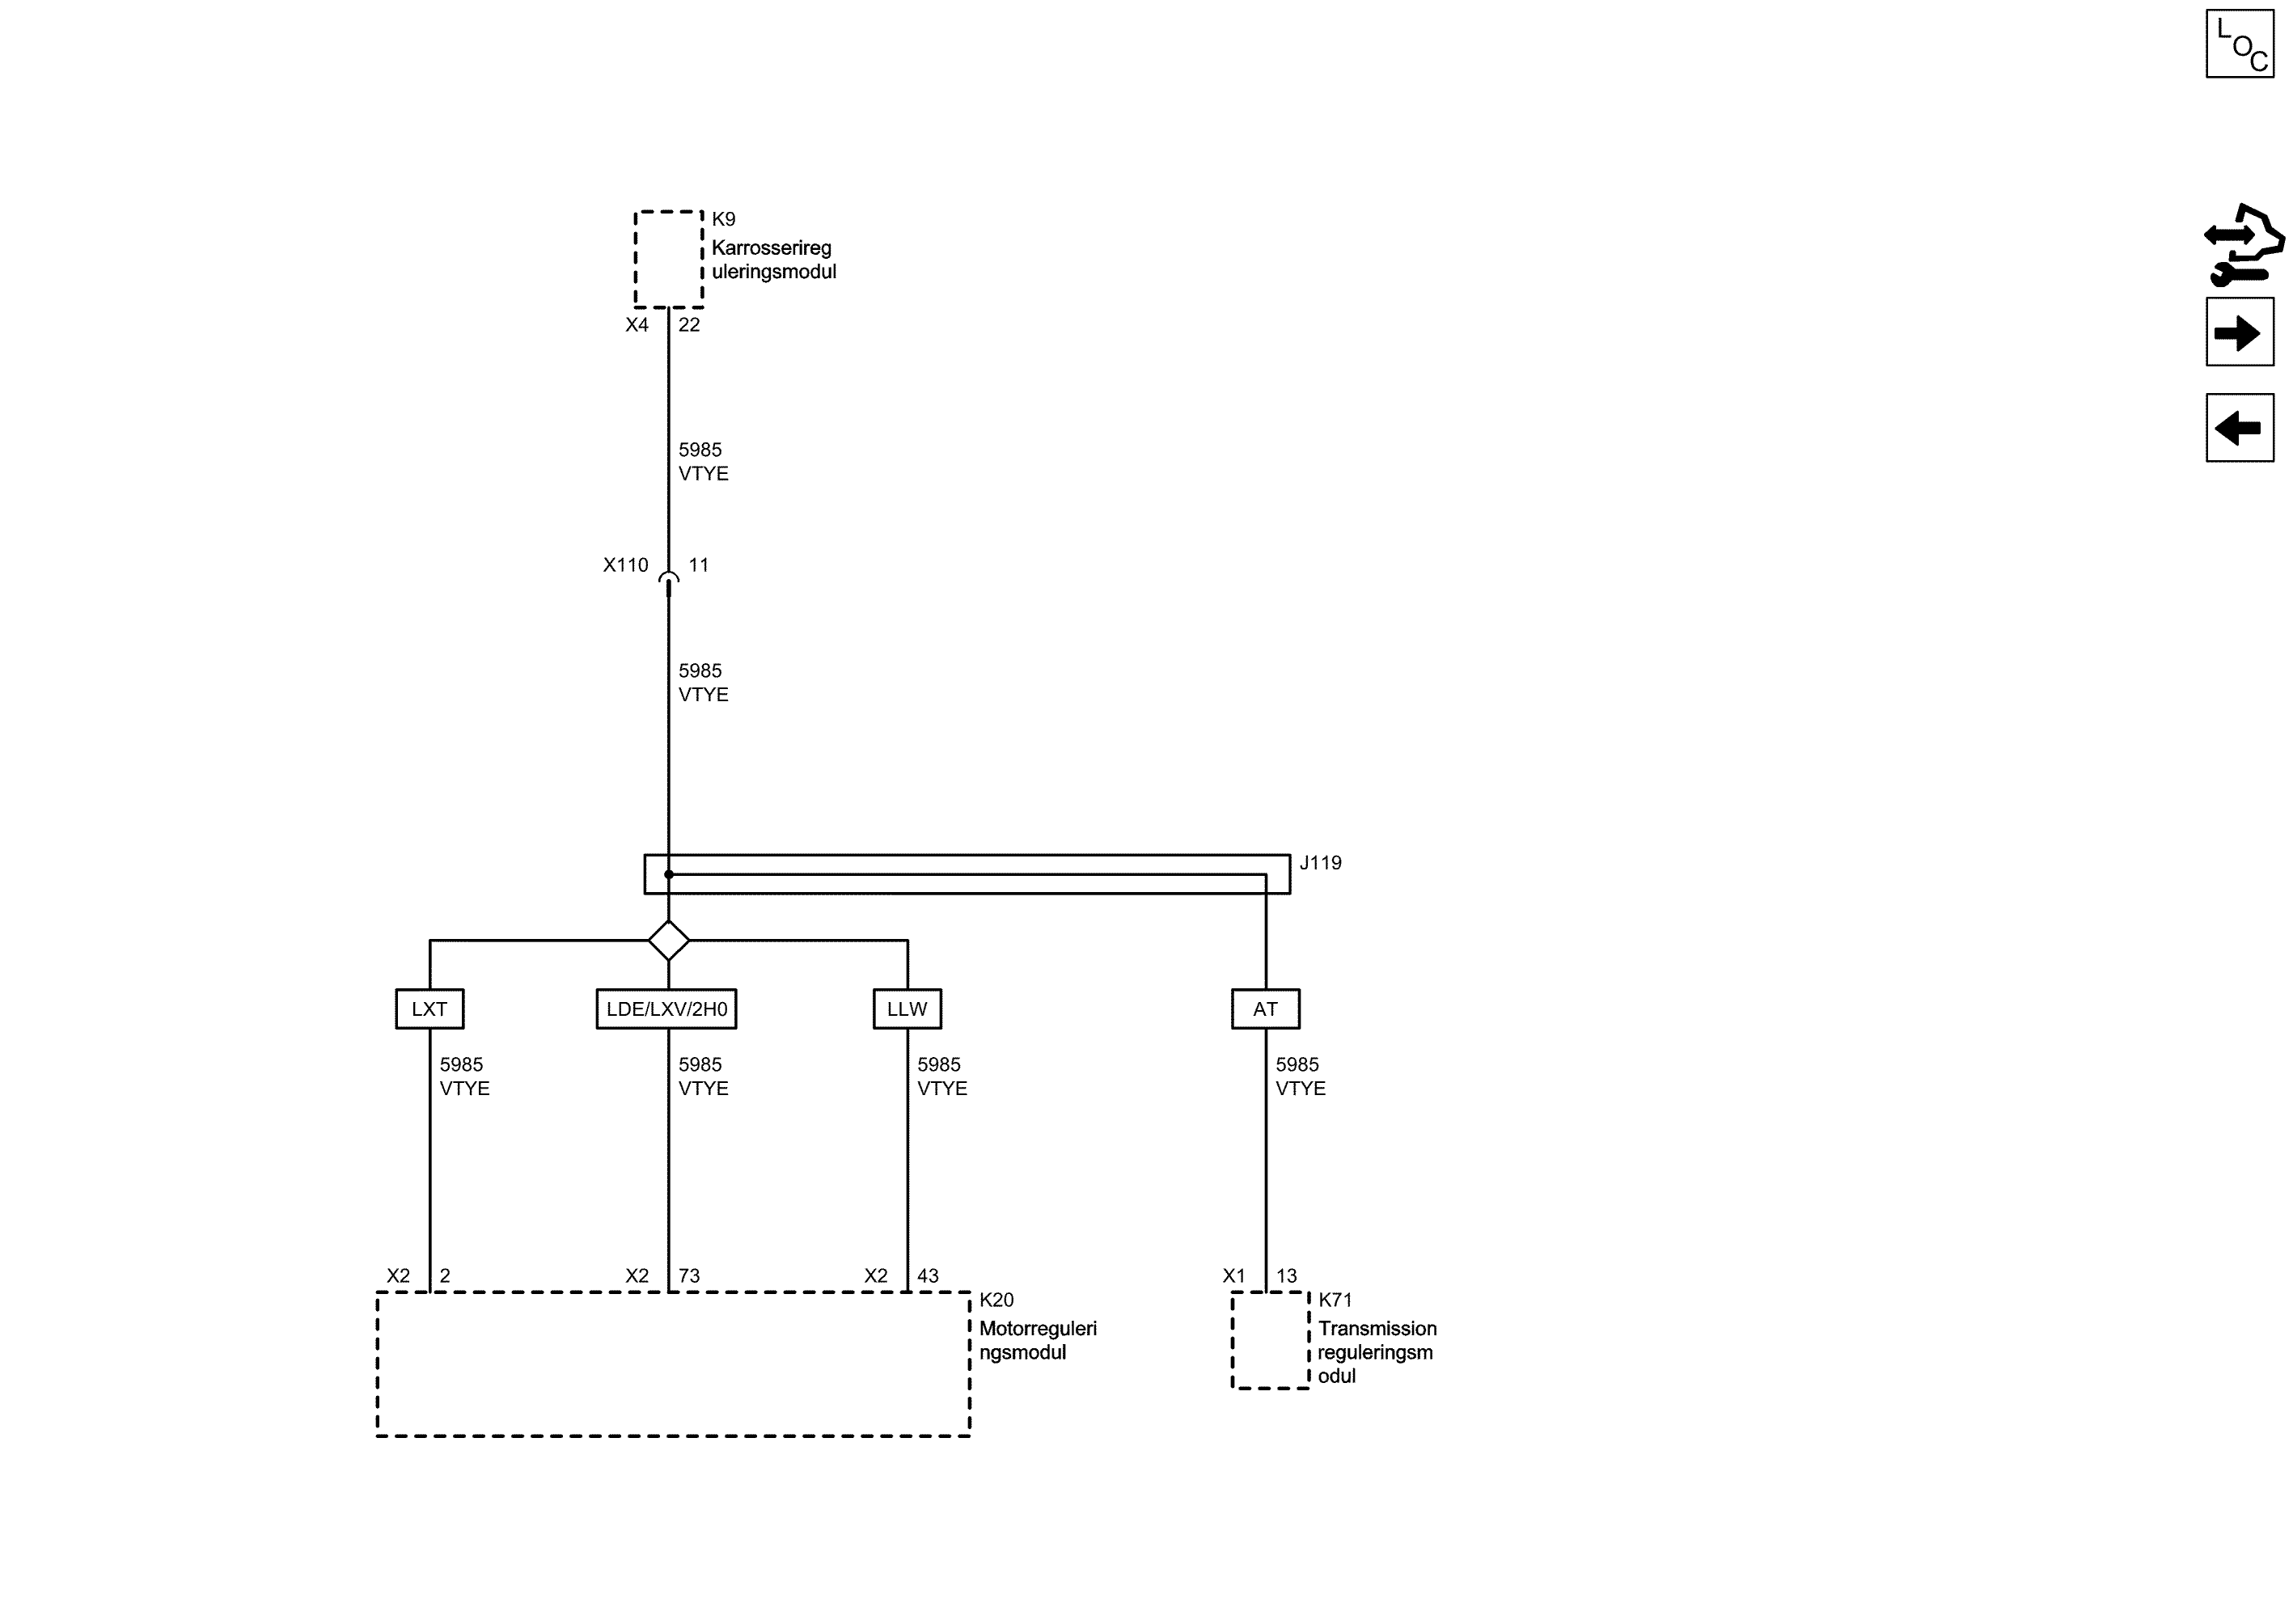 L
O
C
K9
Karrosserireg
uleringsmodul
X4 22
5985
VTYE
X110 11
5985
VTYE
J119
LXT LDE/LXV/2H0 LLW AT
5985 5985 5985 5985
VTYE VTYE VTYE VTYE
X2 2 X2 73 X2 43 X1 13
K20 K71
Motorreguleri Transmission
ngsmodul reguleringsm
odul